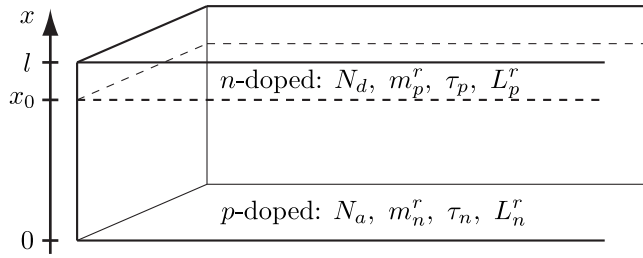 x
l
n-doped: N_d, m_p^r, τ_p, L_p^r
x_0
p-doped: N_a, m_n^r, τ_n, L_n^r
0